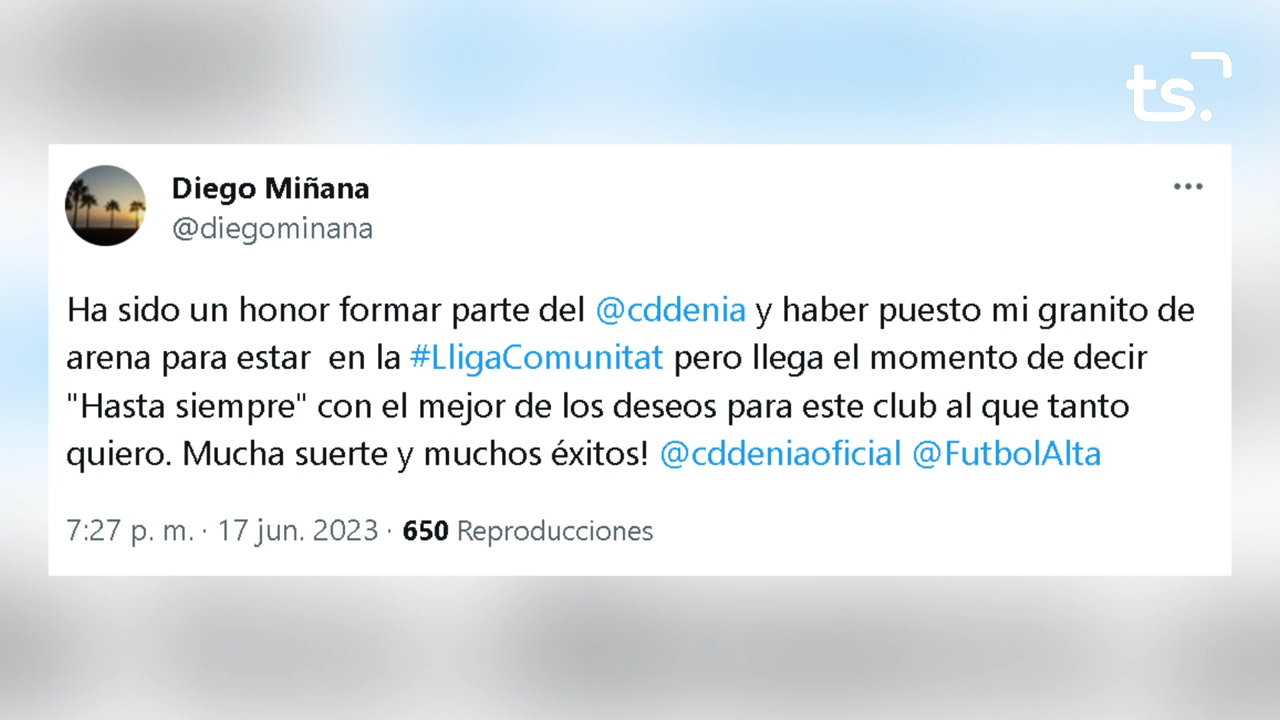 ts.
Diego Miñana
@diegominana
Ha sido un honor formar parte del @cddenia y haber puesto mi granito de
arena para estar  en la #LligaComunitat pero llega el momento de decir
"Hasta siempre" con el mejor de los deseos para este club al que tanto
quiero. Mucha suerte y muchos éxitos! @cddeniaoficial @FutbolAlta
7:27 p. m. · 17 jun. 2023 · 650 Reproducciones